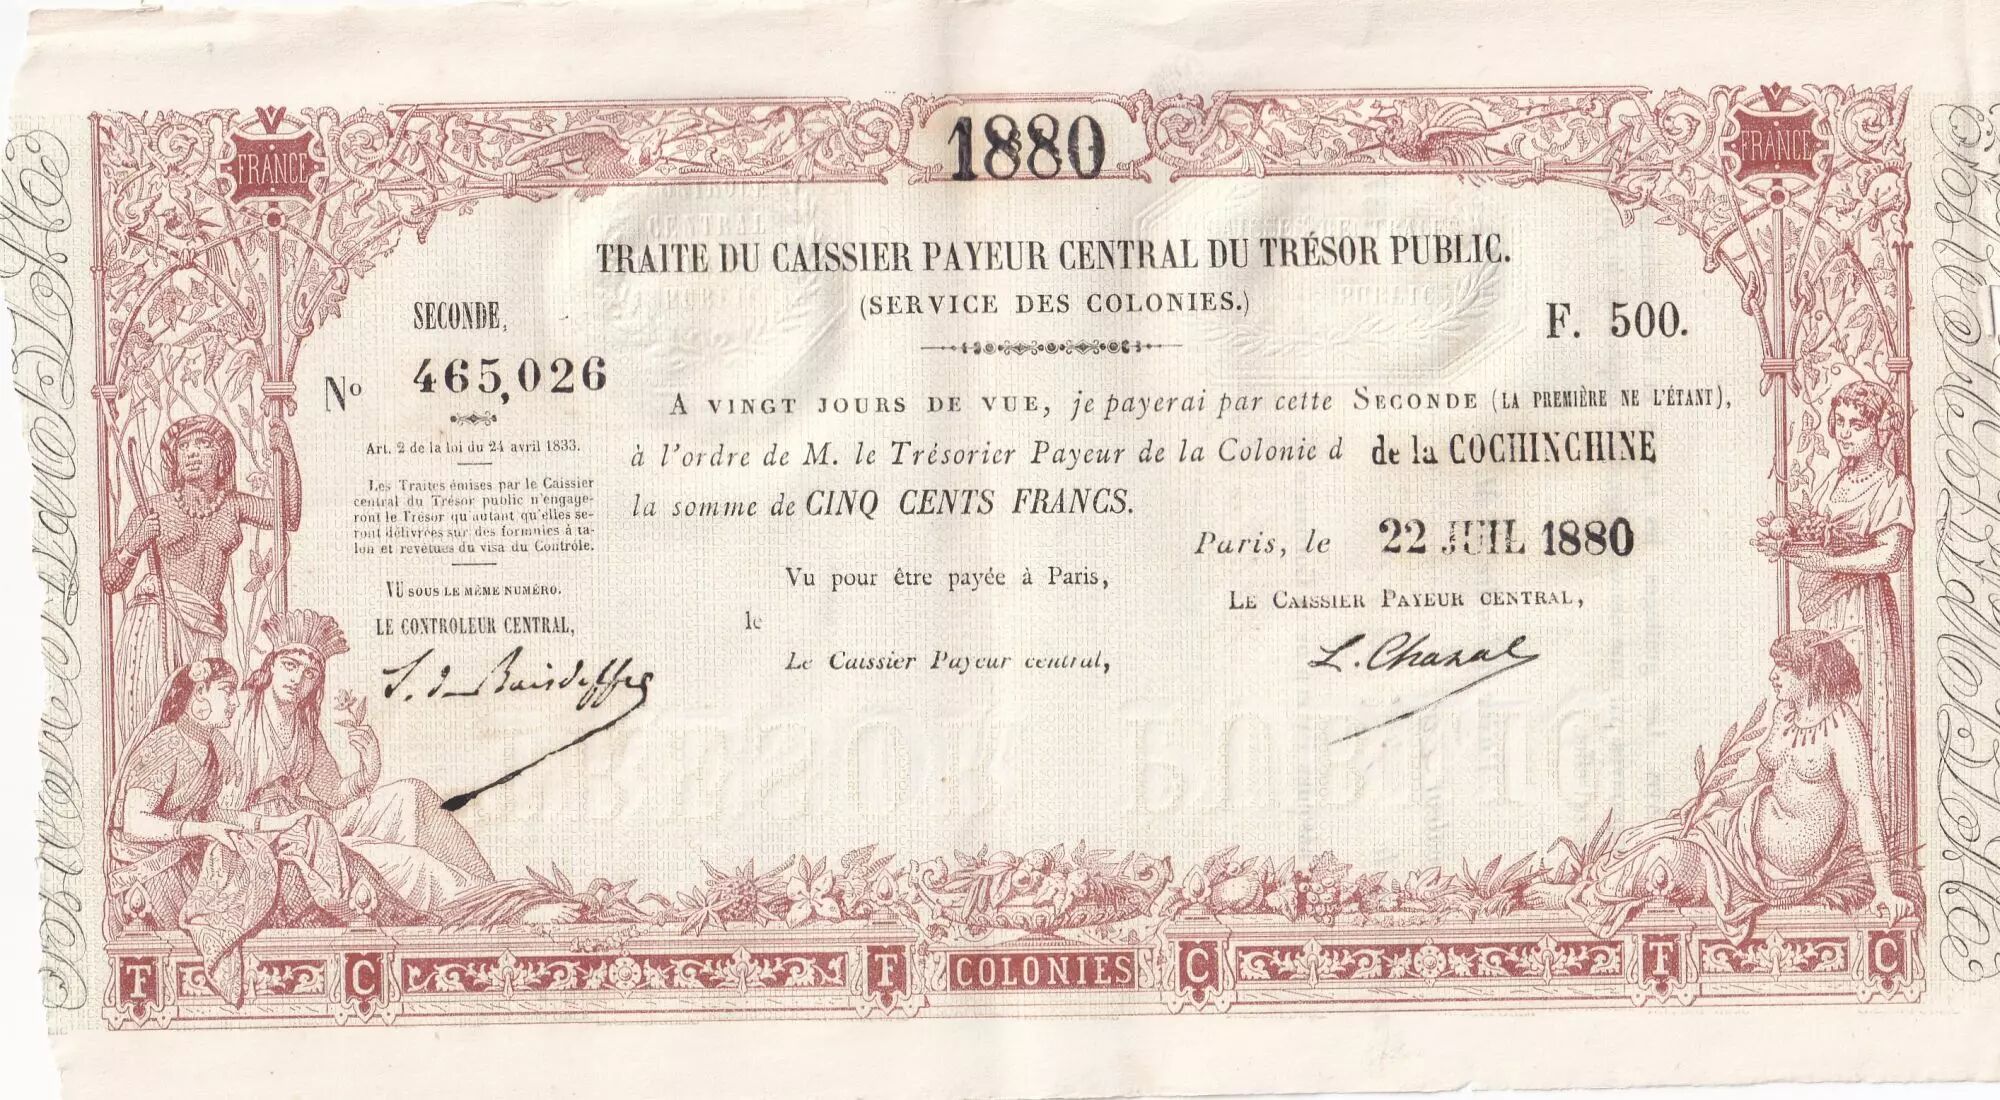 1880
FRANCE
FRANCE
CENTRAL
PUBLIC
TRAITE DU CAISSIER PAYEUR CENTRAL DU TRÉSOR PUBLIC.
(SERVICE DES COLONIES.)
SECONDE,
F. 500.
No 465,026
Art. 2 de la loi du 24 avril 1833.
Les Traites émises par le Caissier
central du Trésor public n'engage-
ront le Trésor qu'autant qu'elles se-
ront délivrées sur des formules à ta-
lon et revêtues du visa du Contrôle.
VU SOUS LE MÊME NUMÉRO.
LE CONTROLEUR CENTRAL,
A VINGT JOURS DE VUE, je payerai par cette SECONDE (LA PREMIÈRE NE L'ÉTANT),
à l'ordre de M. le Trésorier Payeur de la Colonie d de la COCHINCHINE
la somme de CINQ CENTS FRANCS.
Paris, le 22 JUIL 1880
Vu pour être payée à Paris,
le
Le Caissier Payeur central,
LE CAISSIER PAYEUR CENTRAL,
L. Chazal
T C T COLONIES C T C